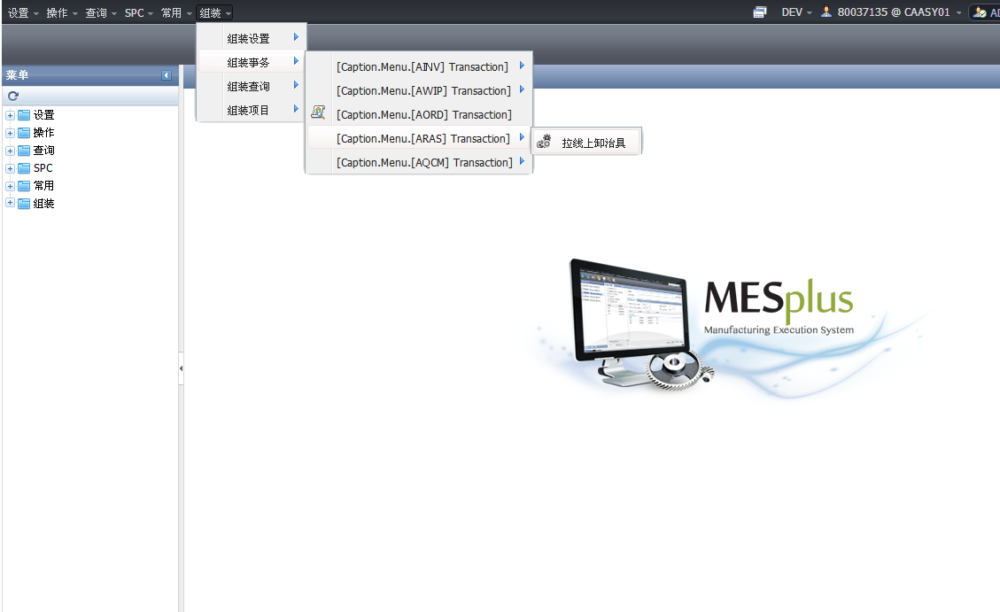 设置 操作 查询 SPC 常用 组装 DEV 80037135 @ CAASY01 AD
组装设置
组装事务
组装查询
组装项目
[Caption.Menu.[AINV] Transaction]
[Caption.Menu.[AWIP] Transaction]
[Caption.Menu.[AORD] Transaction]
[Caption.Menu.[ARAS] Transaction]
[Caption.Menu.[AQCM] Transaction]
拉线上卸治具
菜单
设置
操作
查询
SPC
常用
组装
MESplus
Manufacturing Execution System